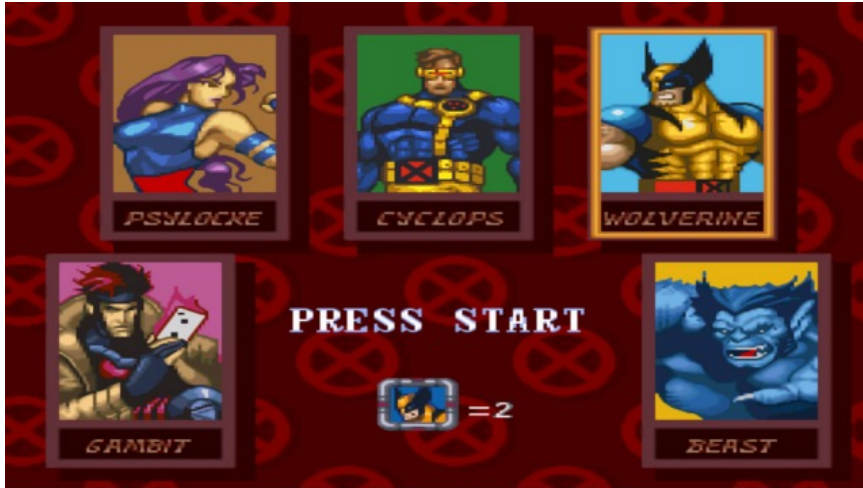 PSYLOCKE
CYCLOPS
WOLVERINE
PRESS START
=2
GAMBIT
BEAST